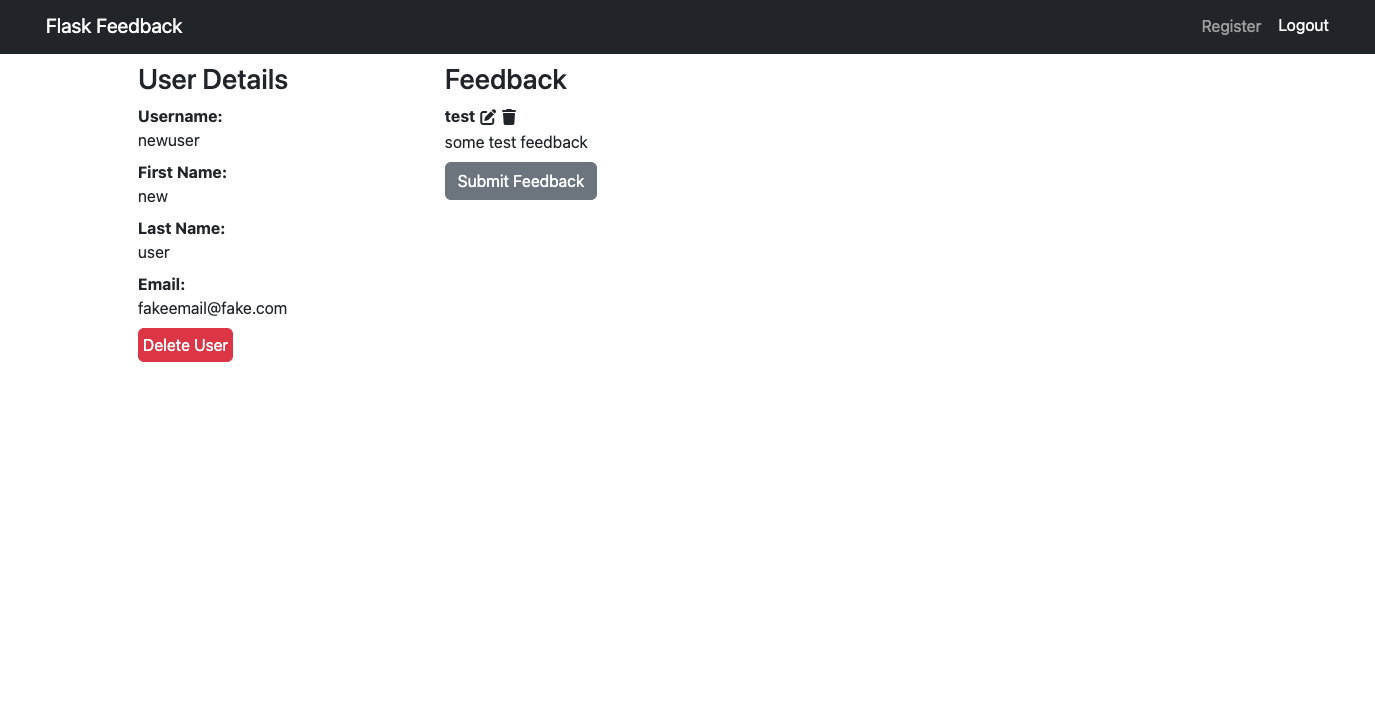 Flask Feedback
Register Logout
User Details
Username:
newuser
First Name:
new
Last Name:
user
Email:
fakeemail@fake.com
Delete User
Feedback
test
some test feedback
Submit Feedback